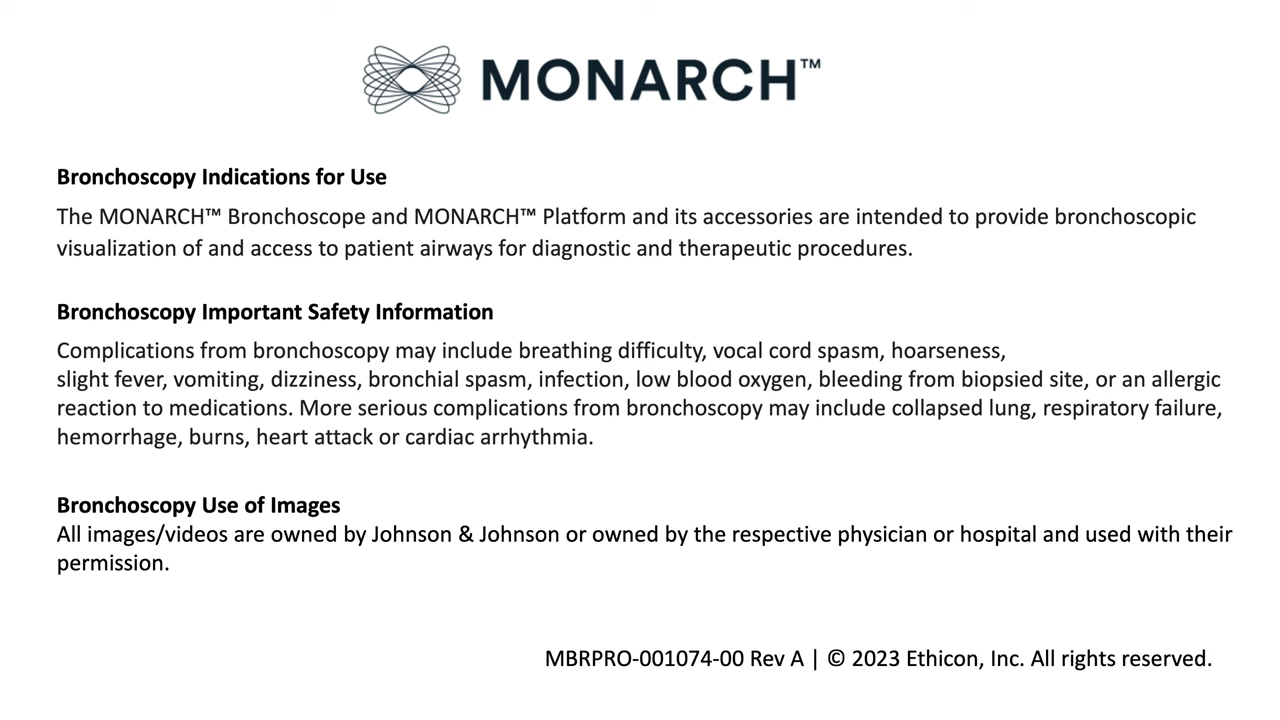 MONARCH™
Bronchoscopy Indications for Use
The MONARCH™ Bronchoscope and MONARCH™ Platform and its accessories are intended to provide bronchoscopic
visualization of and access to patient airways for diagnostic and therapeutic procedures.
Bronchoscopy Important Safety Information
Complications from bronchoscopy may include breathing difficulty, vocal cord spasm, hoarseness,
slight fever, vomiting, dizziness, bronchial spasm, infection, low blood oxygen, bleeding from biopsied site, or an allergic
reaction to medications. More serious complications from bronchoscopy may include collapsed lung, respiratory failure,
hemorrhage, burns, heart attack or cardiac arrhythmia.
Bronchoscopy Use of Images
All images/videos are owned by Johnson & Johnson or owned by the respective physician or hospital and used with their
permission.
MBRPRO-001074-00 Rev A | © 2023 Ethicon, Inc. All rights reserved.